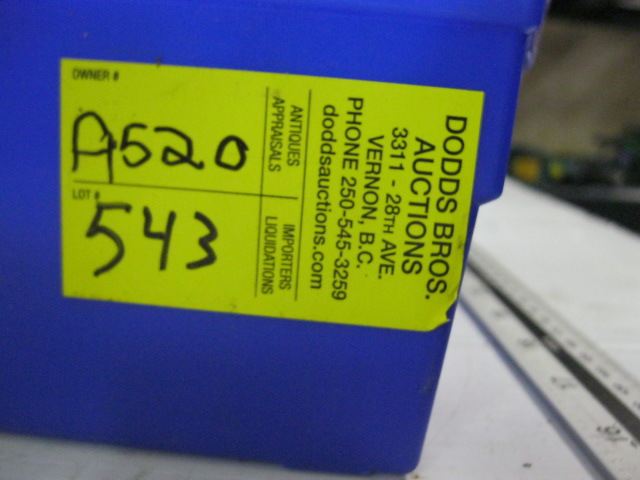 OWNER #
A520
LOT #
543
ANTIQUES
APPRAISALS
IMPORTERS
LIQUIDATIONS
DODDS BROS.
AUCTIONS
3311 - 28TH AVE.
VERNON, B.C.
PHONE 250-545-3259
doddsauctions.com